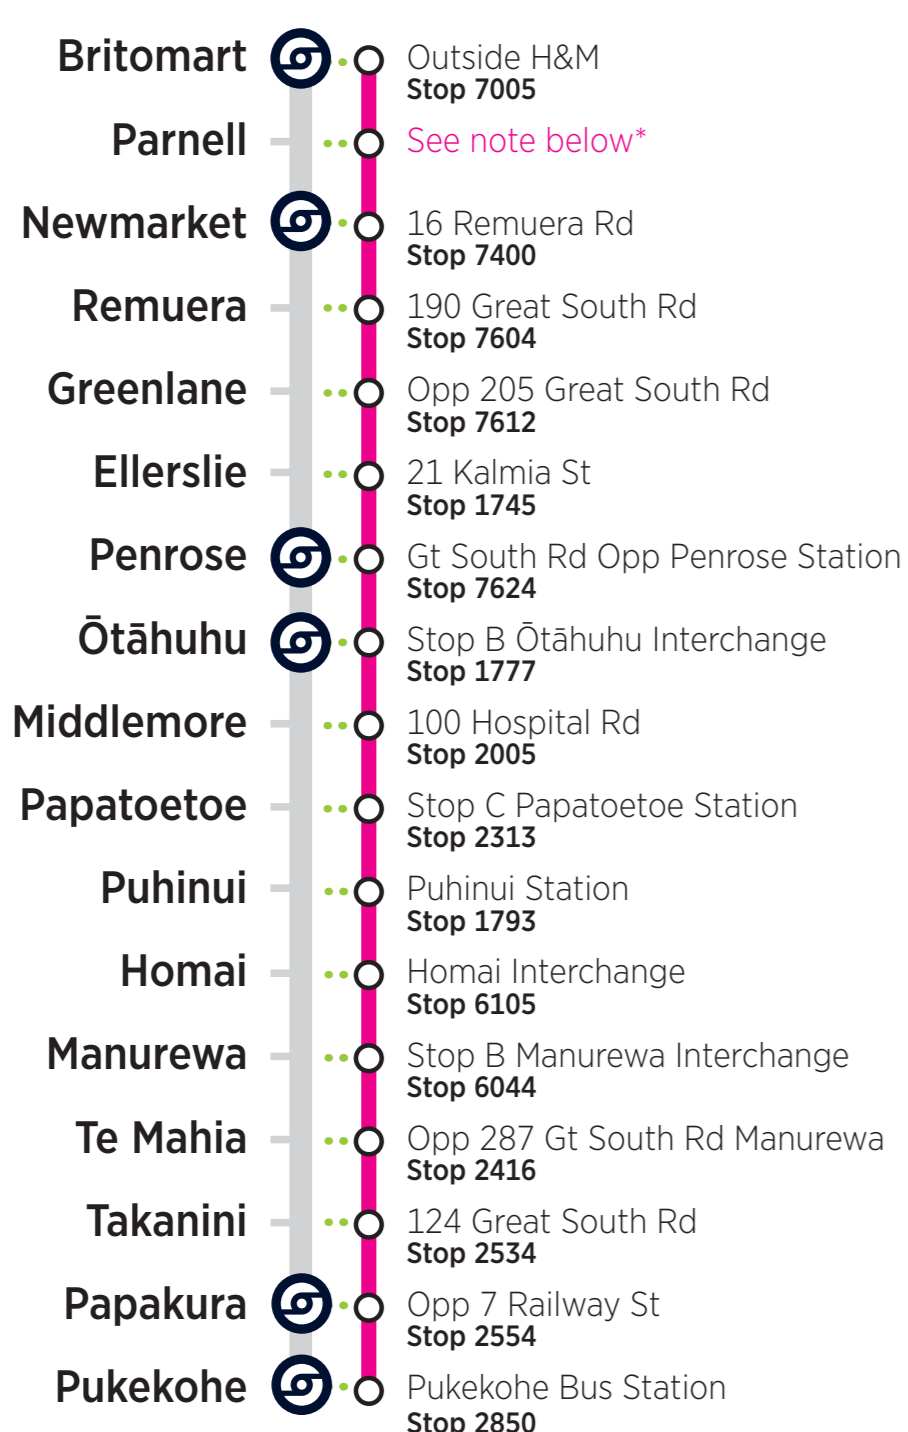 Britomart
Outside H&M
Stop 7005
Parnell
See note below*
Newmarket
16 Remuera Rd
Stop 7400
Remuera
190 Great South Rd
Stop 7604
Greenlane
Opp 205 Great South Rd
Stop 7612
Ellerslie
21 Kalmia St
Stop 1745
Penrose
Gt South Rd Opp Penrose Station
Stop 7624
Ōtāhuhu
Stop B Ōtāhuhu Interchange
Stop 1777
Middlemore
100 Hospital Rd
Stop 2005
Papatoetoe
Stop C Papatoetoe Station
Stop 2313
Puhinui
Puhinui Station
Stop 1793
Homai
Homai Interchange
Stop 6105
Manurewa
Stop B Manurewa Interchange
Stop 6044
Te Mahia
Opp 287 Gt South Rd Manurewa
Stop 2416
Takanini
124 Great South Rd
Stop 2534
Papakura
Opp 7 Railway St
Stop 2554
Pukekohe
Pukekohe Bus Station
Stop 2850